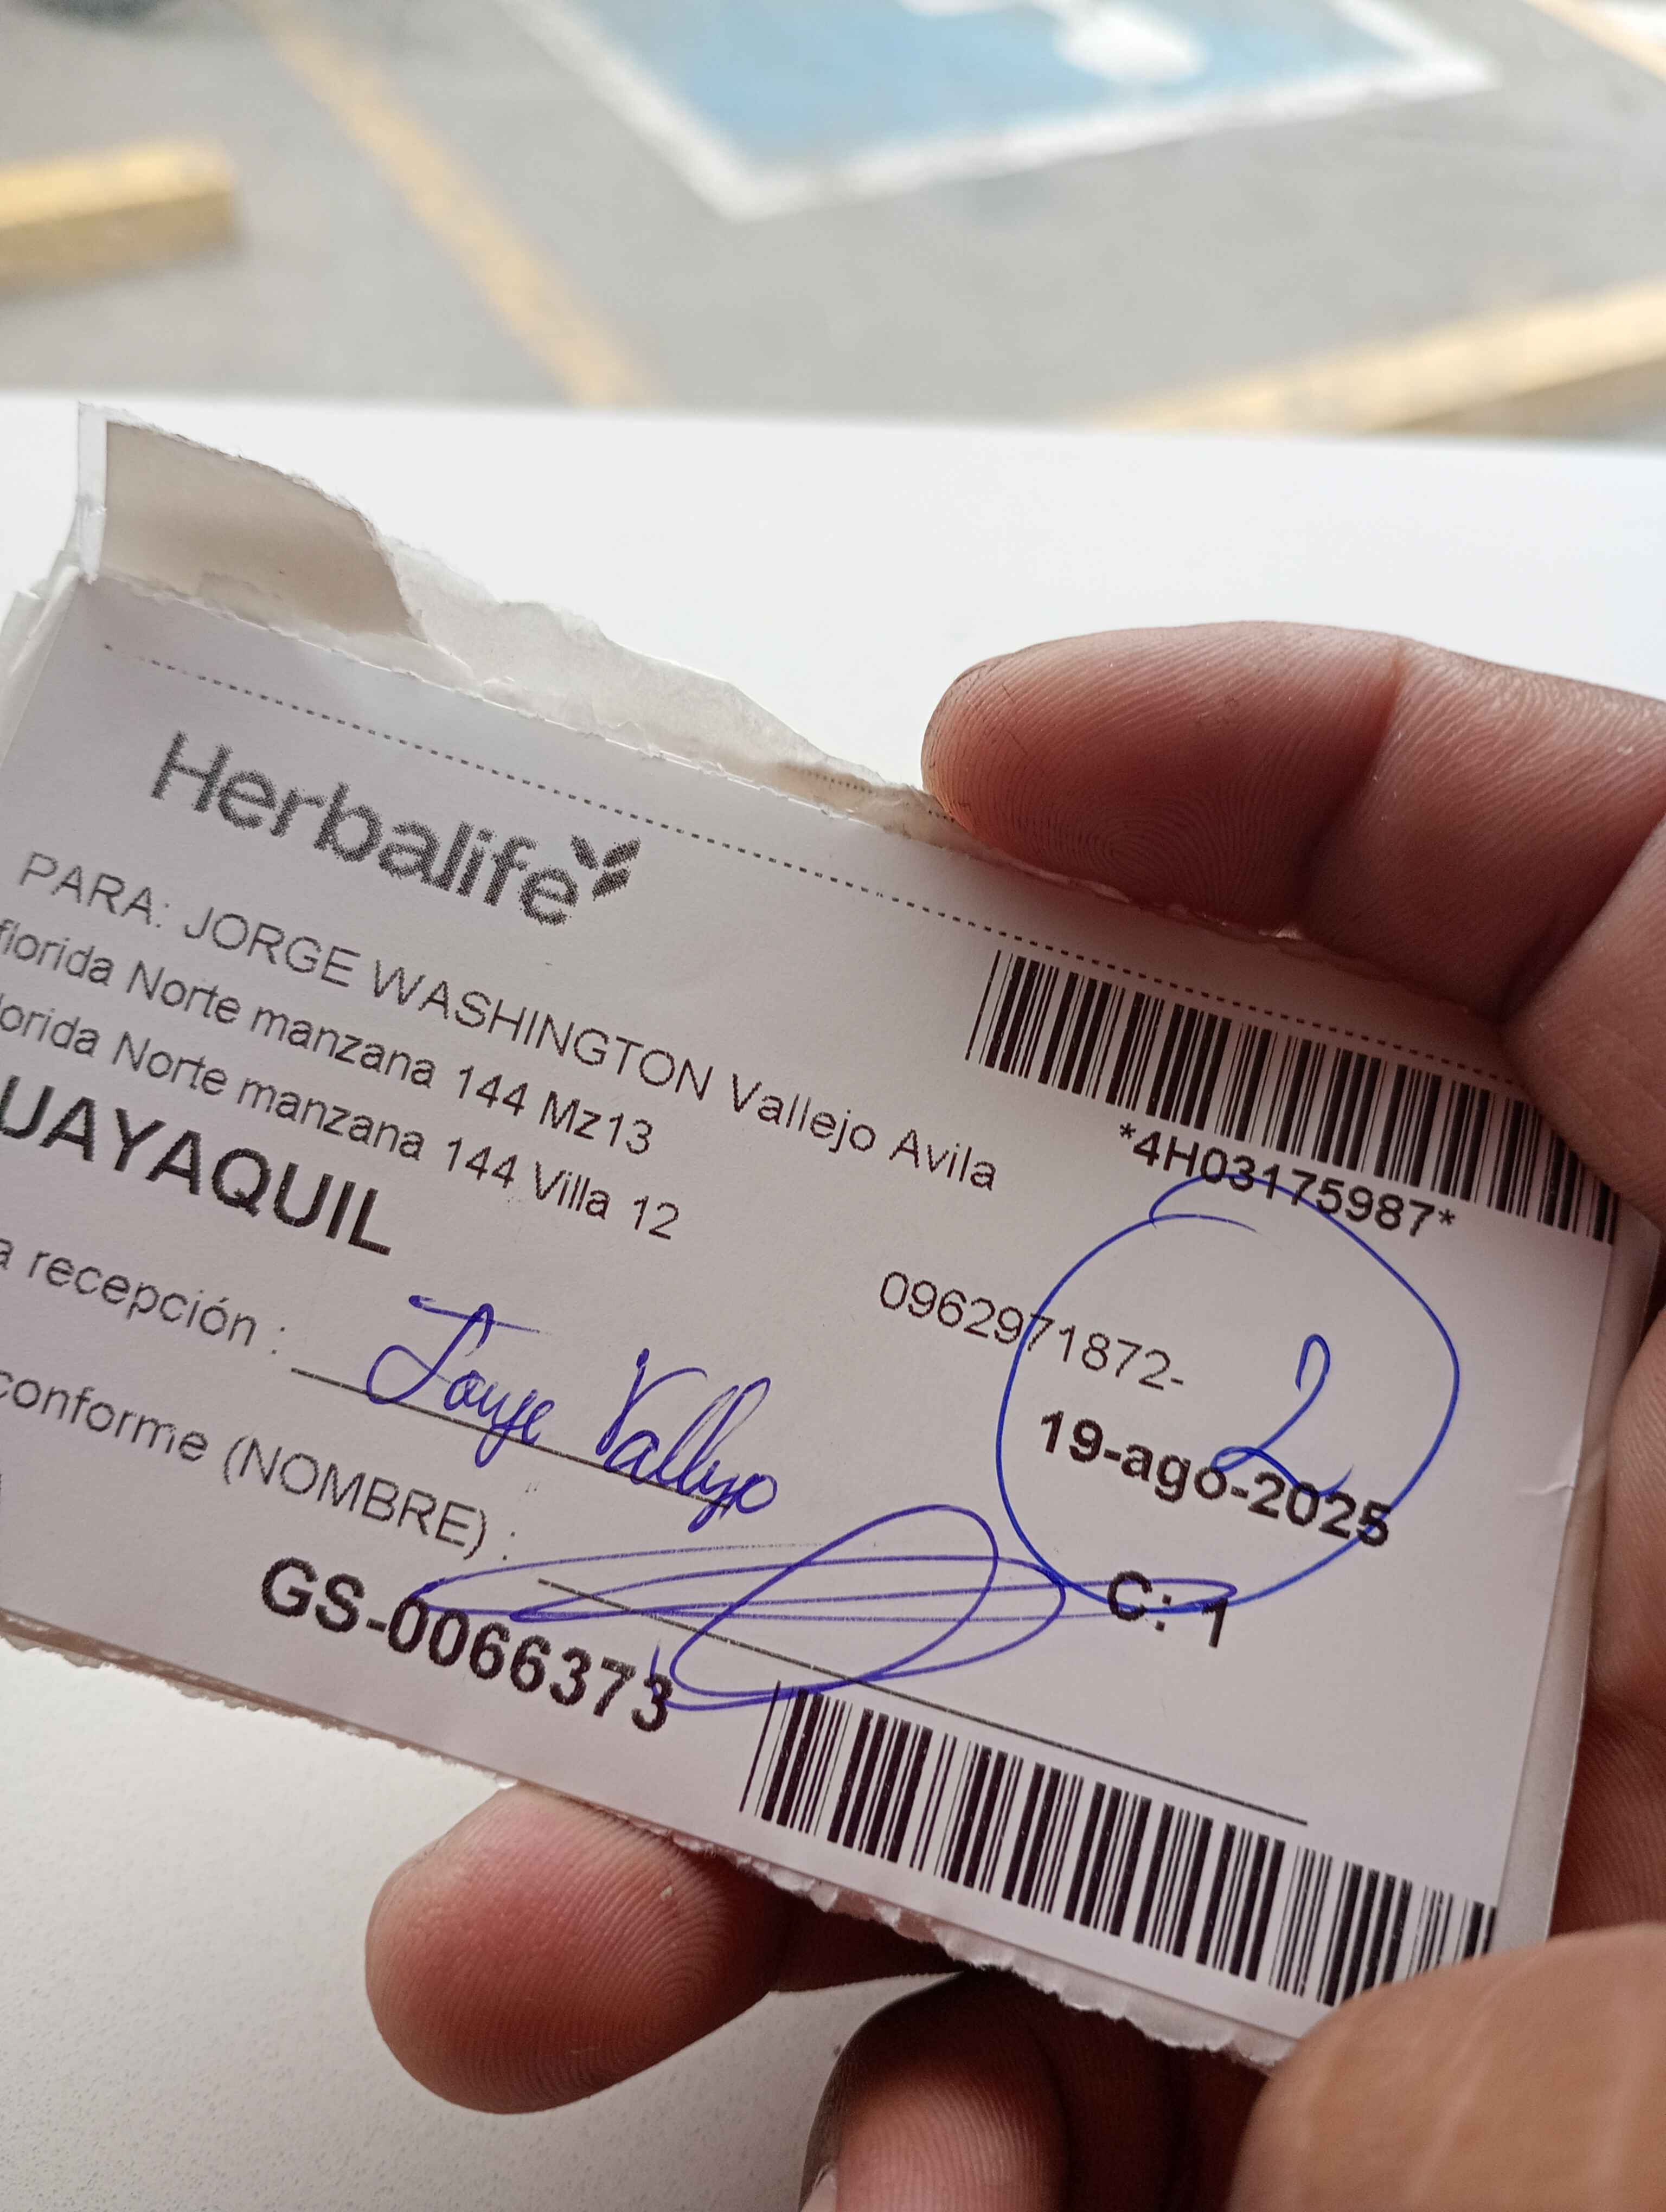 Herbalife
*4H03175987*
PARA: JORGE WASHINGTON Vallejo Avila
florida Norte manzana 144 Mz13
lorida Norte manzana 144 Villa 12
UAYAQUIL
0962971872-
a recepción : Jorge Vallejo
2
19-ago-2025
conforme (NOMBRE) :
C: 1
GS-0066373